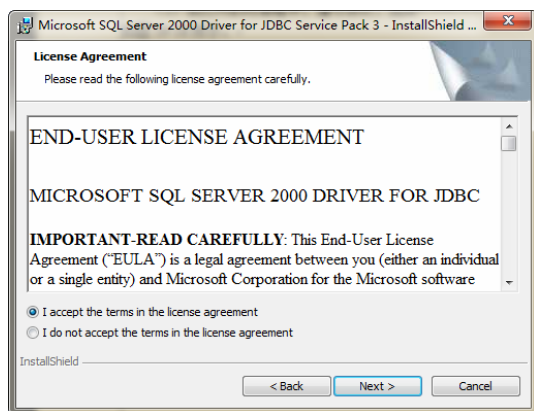 Microsoft SQL Server 2000 Driver for JDBC Service Pack 3 - InstallShield ...
License Agreement
Please read the following license agreement carefully.
END-USER LICENSE AGREEMENT
MICROSOFT SQL SERVER 2000 DRIVER FOR JDBC
IMPORTANT-READ CAREFULLY: This End-User License
Agreement (“EULA”) is a legal agreement between you (either an individual
or a single entity) and Microsoft Corporation for the Microsoft software
I accept the terms in the license agreement
I do not accept the terms in the license agreement
InstallShield
< Back Next > Cancel